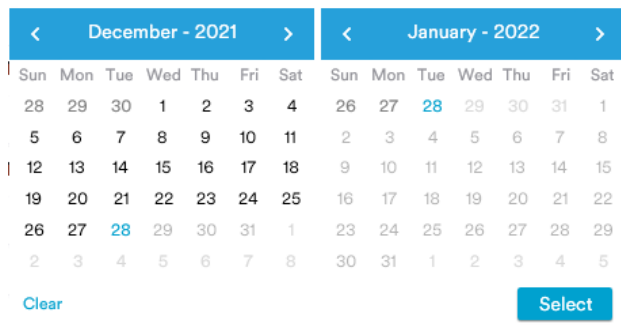 December - 2021
Sun Mon Tue Wed Thu Fri Sat
28 29 30 1 2 3 4
5 6 7 8 9 10 11
12 13 14 15 16 17 18
19 20 21 22 23 24 25
26 27 28 29 30 31 1
2 3 4 5 6 7 8
January - 2022
Sun Mon Tue Wed Thu Fri Sat
26 27 28 29 30 31 1
2 3 4 5 6 7 8
9 10 11 12 13 14 15
16 17 18 19 20 21 22
23 24 25 26 27 28 29
30 31 1 2 3 4 5
Clear
Select